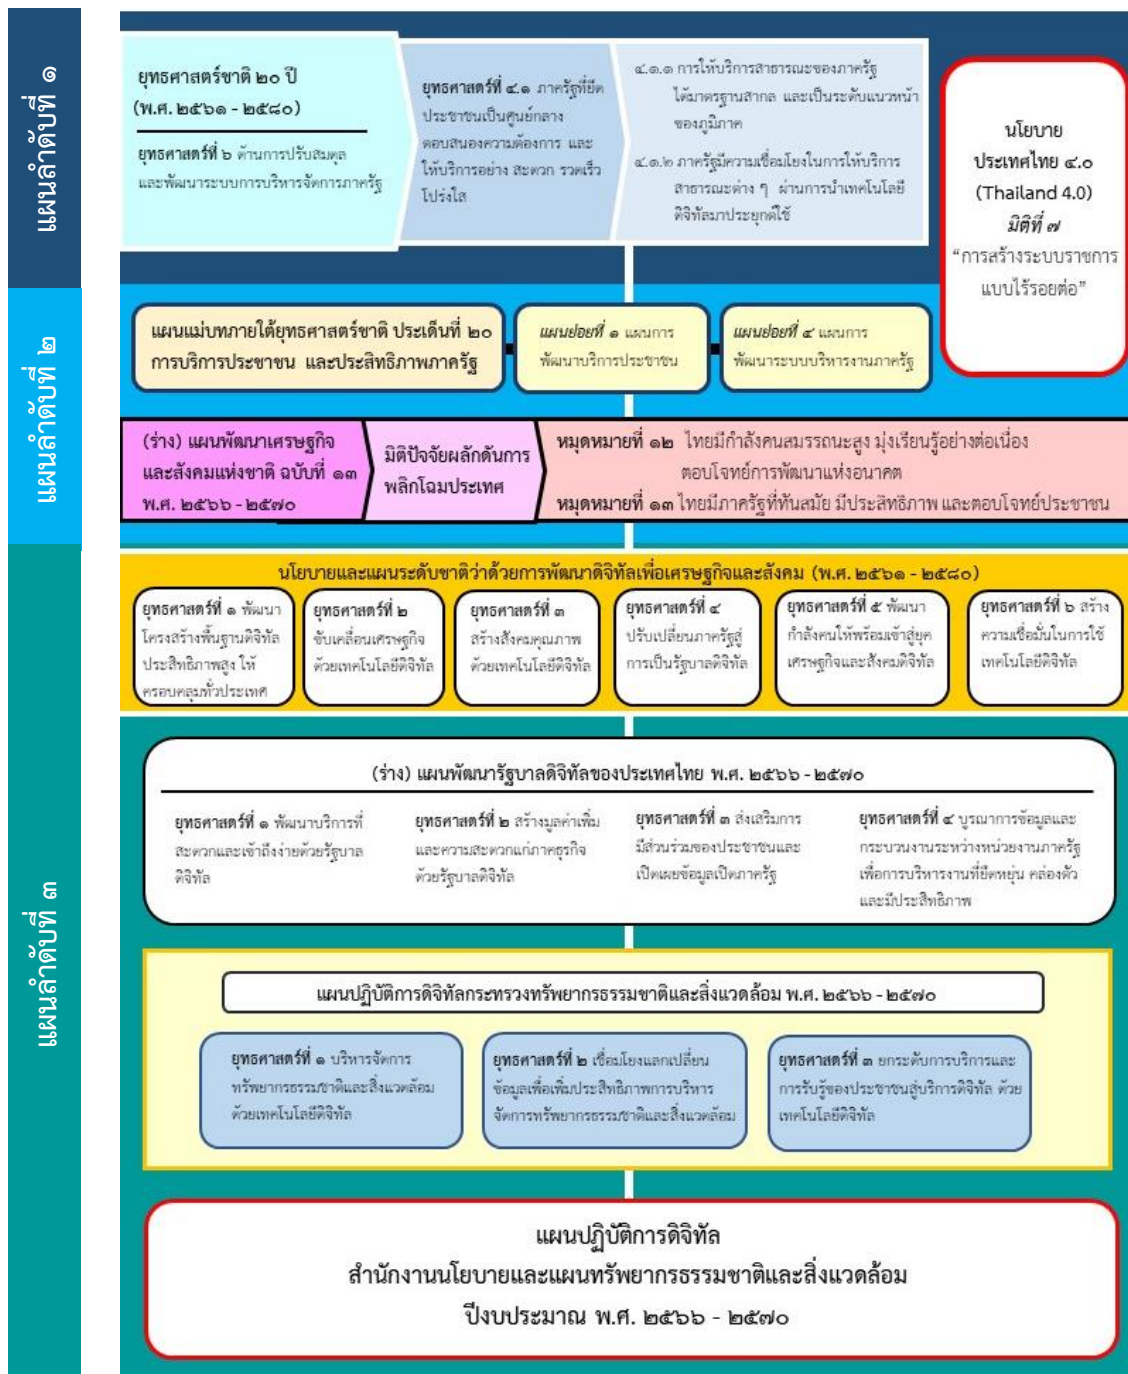 แผนลำดับที่ ๑
ยุทธศาสตร์ชาติ ๒๐ ปี
(พ.ศ. ๒๕๖๑ - ๒๕๘๐)
ยุทธศาสตร์ที่ ๖ ด้านการปรับสมดุล
และพัฒนาระบบการบริหารจัดการภาครัฐ
ยุทธศาสตร์ที่ ๔.๑ ภาครัฐที่ยึด
ประชาชนเป็นศูนย์กลาง
ตอบสนองความต้องการ และ
ให้บริการอย่าง สะดวก รวดเร็ว
โปร่งใส
๔.๑.๑ การให้บริการสาธารณะของภาครัฐ
ได้มาตรฐานสากล และเป็นระดับแนวหน้า
ของภูมิภาค
๔.๑.๒ ภาครัฐมีความเชื่อมโยงในการให้บริการ
สาธารณะต่าง ๆ ผ่านการนำเทคโนโลยี
ดิจิทัลมาประยุกต์ใช้
นโยบาย
ประเทศไทย ๔.๐
(Thailand 4.0)
มิติที่ ๗
“การสร้างระบบราชการ
แบบไร้รอยต่อ”
แผนลำดับที่ ๒
แผนแม่บทภายใต้ยุทธศาสตร์ชาติ ประเด็นที่ ๒๐
การบริการประชาชน และประสิทธิภาพภาครัฐ
แผนย่อยที่ ๑ แผนการ
พัฒนาบริการประชาชน
แผนย่อยที่ ๔ แผนการ
พัฒนาระบบบริหารงานภาครัฐ
(ร่าง) แผนพัฒนาเศรษฐกิจ
และสังคมแห่งชาติ ฉบับที่ ๑๓
พ.ศ. ๒๕๖๖ - ๒๕๗๐
มิติปัจจัยผลักดันการ
พลิกโฉมประเทศ
หมุดหมายที่ ๑๒ ไทยมีกำลังคนสมรรถนะสูง มุ่งเรียนรู้อย่างต่อเนื่อง
ตอบโจทย์การพัฒนาแห่งอนาคต
หมุดหมายที่ ๑๓ ไทยมีภาครัฐที่ทันสมัย มีประสิทธิภาพ และตอบโจทย์ประชาชน
แผนลำดับที่ ๓
นโยบายและแผนระดับชาติว่าด้วยการพัฒนาดิจิทัลเพื่อเศรษฐกิจและสังคม (พ.ศ. ๒๕๖๑ - ๒๕๘๐)
ยุทธศาสตร์ที่ ๑ พัฒนา
โครงสร้างพื้นฐานดิจิทัล
ประสิทธิภาพสูง ให้
ครอบคลุมทั่วประเทศ
ยุทธศาสตร์ที่ ๒
ขับเคลื่อนเศรษฐกิจ
ด้วยเทคโนโลยีดิจิทัล
ยุทธศาสตร์ที่ ๓
สร้างสังคมคุณภาพ
ด้วยเทคโนโลยีดิจิทัล
ยุทธศาสตร์ที่ ๔
ปรับเปลี่ยนภาครัฐสู่
การเป็นรัฐบาลดิจิทัล
ยุทธศาสตร์ที่ ๕ พัฒนา
กำลังคนให้พร้อมเข้าสู่ยุค
เศรษฐกิจและสังคมดิจิทัล
ยุทธศาสตร์ที่ ๖ สร้าง
ความเชื่อมั่นในการใช้
เทคโนโลยีดิจิทัล
(ร่าง) แผนพัฒนารัฐบาลดิจิทัลของประเทศไทย พ.ศ. ๒๕๖๖ - ๒๕๗๐
ยุทธศาสตร์ที่ ๑ พัฒนาบริการที่
สะดวกและเข้าถึงง่ายด้วยรัฐบาล
ดิจิทัล
ยุทธศาสตร์ที่ ๒ สร้างมูลค่าเพิ่ม
และความสะดวกแก่ภาคธุรกิจ
ด้วยรัฐบาลดิจิทัล
ยุทธศาสตร์ที่ ๓ ส่งเสริมการ
มีส่วนร่วมของประชาชนและ
เปิดเผยข้อมูลเปิดภาครัฐ
ยุทธศาสตร์ที่ ๔ บูรณาการข้อมูลและ
กระบวนงานระหว่างหน่วยงานภาครัฐ
เพื่อการบริหารงานที่ยืดหยุ่น คล่องตัว
และมีประสิทธิภาพ
แผนปฏิบัติการดิจิทัลกระทรวงทรัพยากรธรรมชาติและสิ่งแวดล้อม พ.ศ. ๒๕๖๖ - ๒๕๗๐
ยุทธศาสตร์ที่ ๑ บริหารจัดการ
ทรัพยากรธรรมชาติและสิ่งแวดล้อม
ด้วยเทคโนโลยีดิจิทัล
ยุทธศาสตร์ที่ ๒ เชื่อมโยงแลกเปลี่ยน
ข้อมูลเพื่อเพิ่มประสิทธิภาพการบริหาร
จัดการทรัพยากรธรรมชาติและสิ่งแวดล้อม
ยุทธศาสตร์ที่ ๓ ยกระดับการบริการและ
การรับรู้ของประชาชนสู่บริการดิจิทัล ด้วย
เทคโนโลยีดิจิทัล
แผนปฏิบัติการดิจิทัล
สำนักงานนโยบายและแผนทรัพยากรธรรมชาติและสิ่งแวดล้อม
ปีงบประมาณ พ.ศ. ๒๕๖๖ - ๒๕๗๐